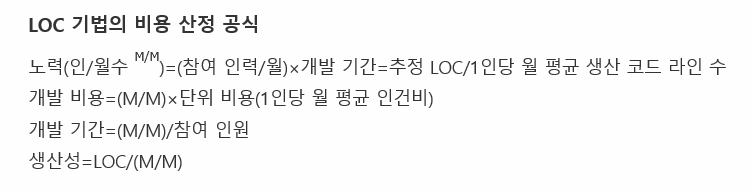 LOC 기법의 비용 산정 공식
노력(인/월수 M/M)=(참여 인력/월)×개발 기간=추정 LOC/1인당 월 평균 생산 코드 라인 수
개발 비용=(M/M)×단위 비용(1인당 월 평균 인건비)
개발 기간=(M/M)/참여 인원
생산성=LOC/(M/M)